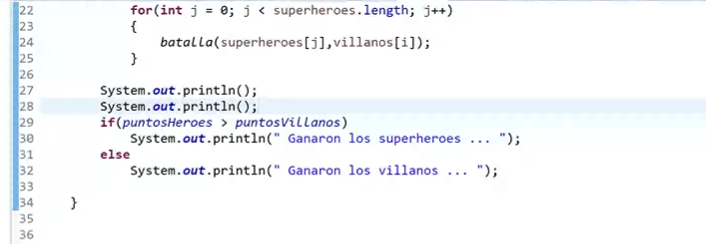 22 for(int j = 0; j < superheroes.length; j++)
23 {
24 batalla(superheroes[j],villanos[i]);
25 }
26
27 System.out.println();
28 System.out.println();
29 if(puntosHeroes > puntosVillanos)
30 System.out.println(" Ganaron los superheroes ... ");
31 else
32 System.out.println(" Ganaron los villanos ... ");
33
34 }
35
36